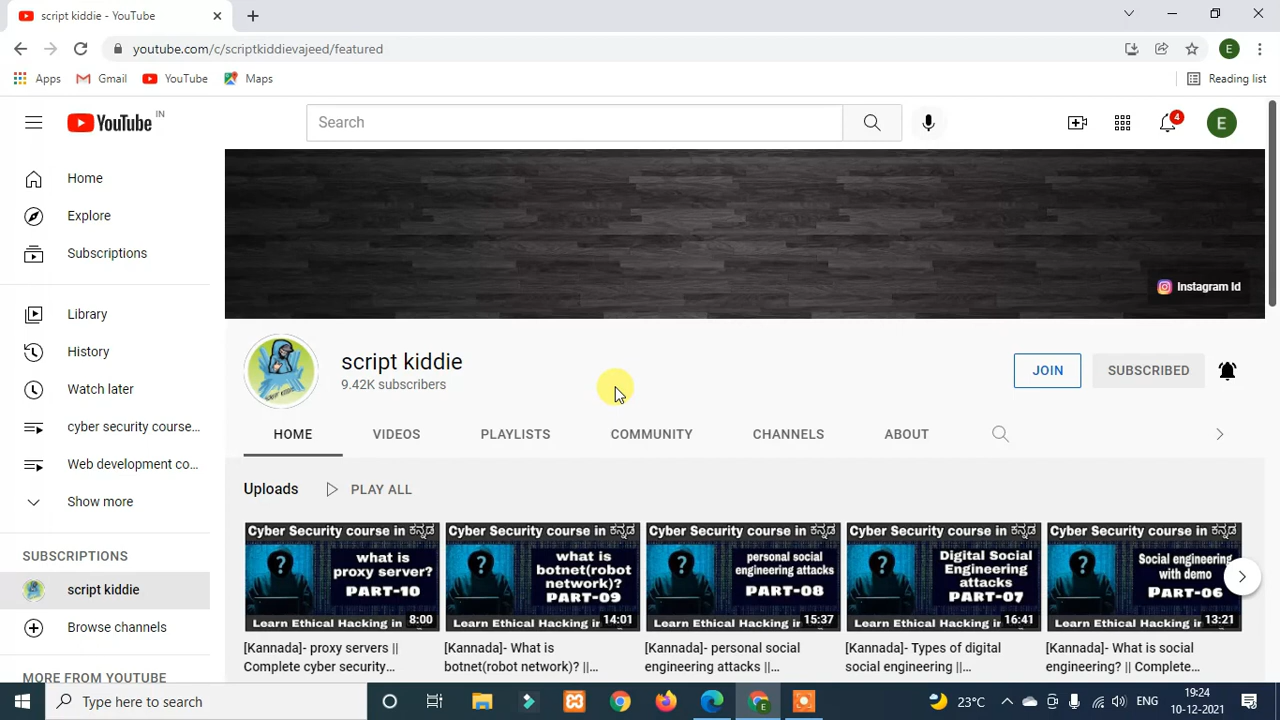 script kiddie - YouTube
youtube.com/c/scriptkiddievajeed/featured
E
Apps
Gmail
YouTube
Maps
Reading list
YouTube IN
Search
4
E
Home
Explore
Subscriptions
Library
History
Watch later
cyber security course...
Web development co...
Show more
SUBSCRIPTIONS
script kiddie
Browse channels
MORE FROM YOUTUBE
Instagram Id
SCRIPT KIDDIE
script kiddie
9.42K subscribers
JOIN
SUBSCRIBED
HOME
VIDEOS
PLAYLISTS
COMMUNITY
CHANNELS
ABOUT
Uploads
PLAY ALL
Cyber Security course in ಕನ್ನಡ
what is
proxy server?
PART-10
Learn Ethical Hacking in
8:00
[Kannada]- proxy servers ||
Complete cyber security...
Cyber Security course in ಕನ್ನಡ
what is
botnet(robot
network)?
PART-09
Learn Ethical Hacking in
14:01
[Kannada]- What is
botnet(robot network)? ||...
Cyber Security course in ಕನ್ನಡ
personal social
engineering attacks
PART-08
Learn Ethical Hacking in
15:37
[Kannada]- personal social
engineering attacks ||...
Cyber Security course in ಕನ್ನಡ
Digital Social
Engineering
attacks
PART-07
Learn Ethical Hacking in
16:41
[Kannada]- Types of digital
social engineering ||...
Cyber Security course in ಕನ್ನಡ
Social engineering
with demo
PART-06
Learn Ethical Hacking in
13:21
[Kannada]- What is social
engineering? || Complete...
Type here to search
23°C
ENG
19:24
10-12-2021